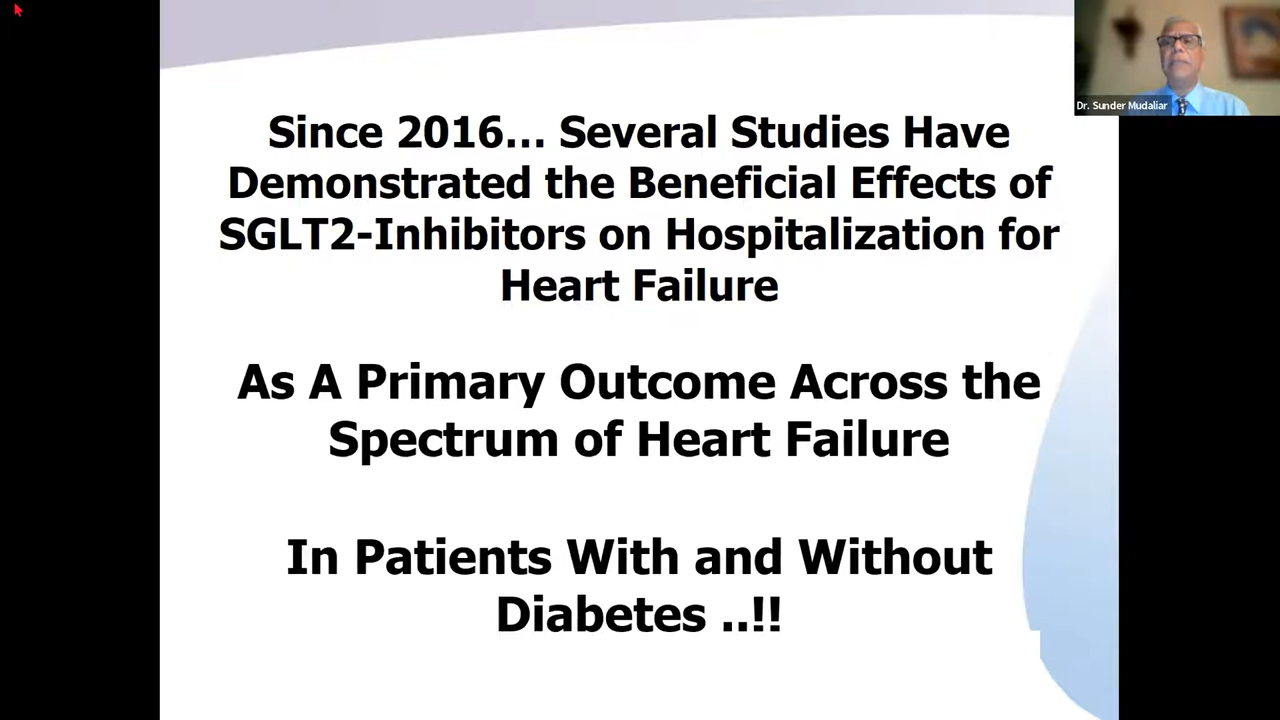 Dr. Sunder Mudaliar
Since 2016... Several Studies Have
Demonstrated the Beneficial Effects of
SGLT2-Inhibitors on Hospitalization for
Heart Failure
As A Primary Outcome Across the
Spectrum of Heart Failure
In Patients With and Without
Diabetes ..!!